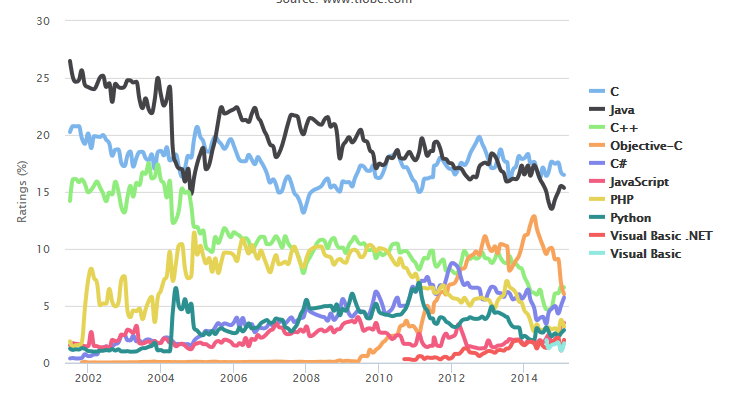 Source: www.tiobe.com
30
25
20
15
10
5
0
Ratings (%)
2002 2004 2006 2008 2010 2012 2014
C
Java
C++
Objective-C
C#
JavaScript
PHP
Python
Visual Basic .NET
Visual Basic